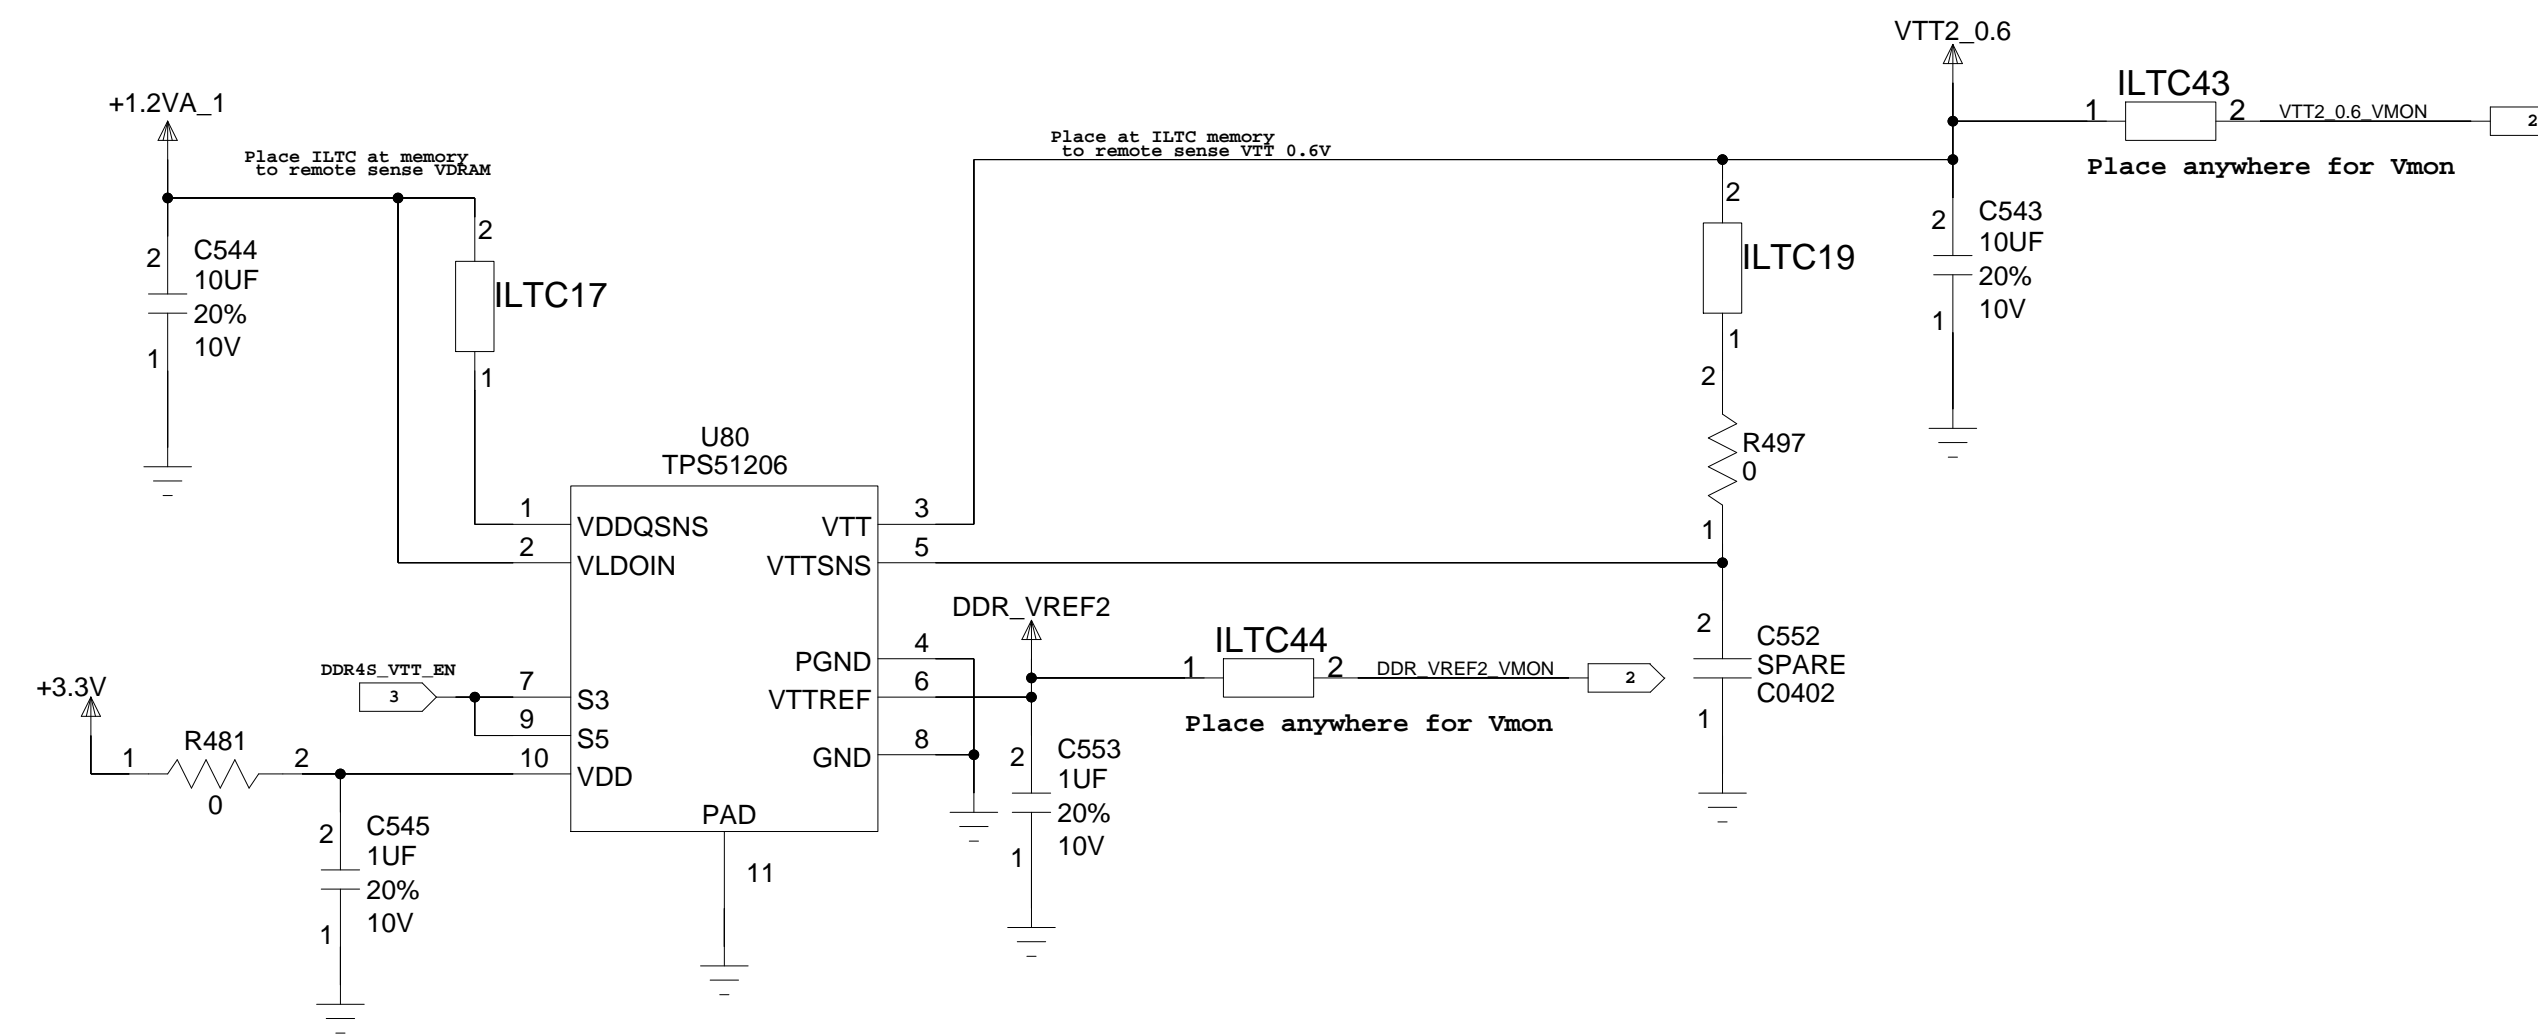 VTT2_0.6
ILTC43
1
2
VTT2_0.6_VMON
2
Place anywhere for Vmon
+1.2VA_1
Place ILTC at memory
to remote sense VDRAM
Place at ILTC memory
to remote sense VTT 0.6V
2
C544
10UF
20%
10V
1
2
ILTC17
1
2
ILTC19
1
2
C543
10UF
20%
10V
1
2
R497
0
1
U80
TPS51206
1
VDDQSNS
2
VLDOIN
VTT
3
VTTSNS
5
PGND
4
VTTREF
6
GND
8
7
S3
9
S5
10
VDD
PAD
11
DDR4S_VTT_EN
3
+3.3V
1
R481
2
0
2
C545
1UF
20%
10V
1
DDR_VREF2
ILTC44
1
2
DDR_VREF2_VMON
2
Place anywhere for Vmon
2
C553
1UF
20%
10V
1
2
C552
SPARE
C0402
1